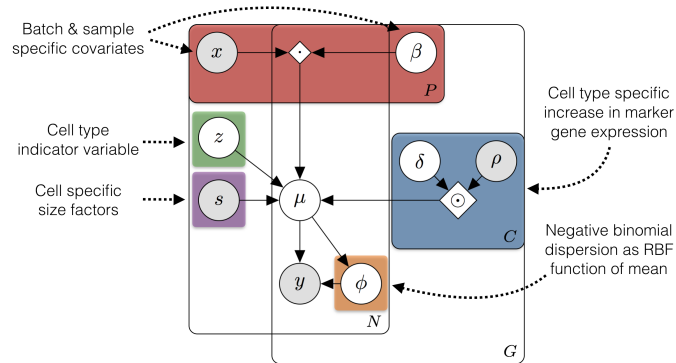 Batch & sample
specific covariates
x
·
β
P
Cell type
indicator variable
z
Cell type specific
increase in marker
gene expression
δ
ρ
Cell specific
size factors
s
μ
⊙
C
Negative binomial
dispersion as RBF
function of mean
y
ϕ
N
G